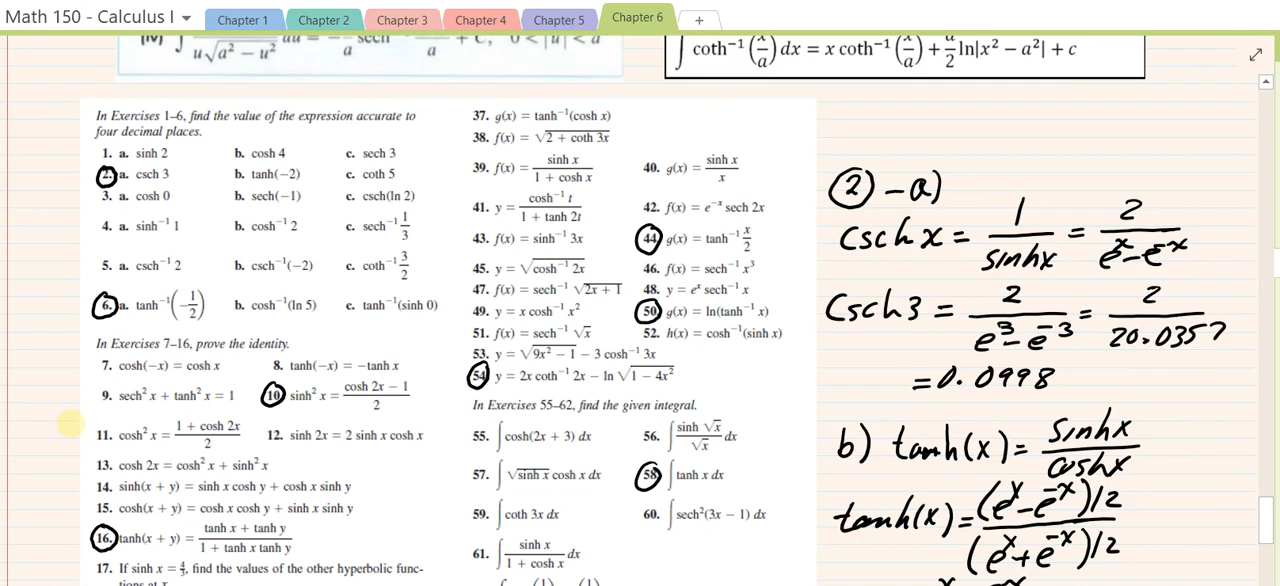 Math 150 - Calculus I
Chapter 1
Chapter 2
Chapter 3
Chapter 4
Chapter 5
Chapter 6
+
∫ coth⁻¹(x/a) dx = x coth⁻¹(x/a) + a/2 ln|x² − a²| + c
In Exercises 1–6, find the value of the expression accurate to
four decimal places.
1. a. sinh 2 b. cosh 4 c. sech 3
2. a. csch 3 b. tanh(−2) c. coth 5
3. a. cosh 0 b. sech(−1) c. csch(ln 2)
4. a. sinh⁻¹ 1 b. cosh⁻¹ 2 c. sech⁻¹ 1/3
5. a. csch⁻¹ 2 b. csch⁻¹(−2) c. coth⁻¹ 3/2
6. a. tanh⁻¹(−1/2) b. cosh⁻¹(ln 5) c. tanh⁻¹(sinh 0)
In Exercises 7–16, prove the identity.
7. cosh(−x) = cosh x 8. tanh(−x) = −tanh x
9. sech² x + tanh² x = 1 10. sinh² x = (cosh 2x − 1)/2
11. cosh² x = (1 + cosh 2x)/2 12. sinh 2x = 2 sinh x cosh x
13. cosh 2x = cosh² x + sinh² x
14. sinh(x + y) = sinh x cosh y + cosh x sinh y
15. cosh(x + y) = cosh x cosh y + sinh x sinh y
16. tanh(x + y) = (tanh x + tanh y)/(1 + tanh x tanh y)
17. If sinh x = 4/3, find the values of the other hyperbolic func-
37. g(x) = tanh⁻¹(cosh x)
38. f(x) = √(2 + coth 3x)
39. f(x) = sinh x/(1 + cosh x) 40. g(x) = sinh x/x
41. y = cosh⁻¹ t/(1 + tanh 2t) 42. f(x) = e⁻ˣ sech 2x
43. f(x) = sinh⁻¹ 3x 44. g(x) = tanh⁻¹ x/2
45. y = √(cosh⁻¹ 2x) 46. f(x) = sech⁻¹ x³
47. f(x) = sech⁻¹ √(2x + 1) 48. y = eˣ sech⁻¹ x
49. y = x cosh⁻¹ x² 50. g(x) = ln(tanh⁻¹ x)
51. f(x) = sech⁻¹ √x 52. h(x) = cosh⁻¹(sinh x)
53. y = √(9x² − 1) − 3 cosh⁻¹ 3x
54. y = 2x coth⁻¹ 2x − ln √(1 − 4x²)
In Exercises 55–62, find the given integral.
55. ∫ cosh(2x + 3) dx 56. ∫ sinh √x/√x dx
57. ∫ √(sinh x) cosh x dx 58. ∫ tanh x dx
59. ∫ coth 3x dx 60. ∫ sech²(3x − 1) dx
61. ∫ sinh x/(1 + cosh x) dx
2) - a)
csch x = 1/sinhx = 2/(eˣ − e⁻ˣ)
csch 3 = 2/(e³ − e⁻³) = 2/20.0357
= 0.0998
b) tanh(x) = sinhx/coshx
tanh(x) = (eˣ − e⁻ˣ)/2/(eˣ + e⁻ˣ)/2